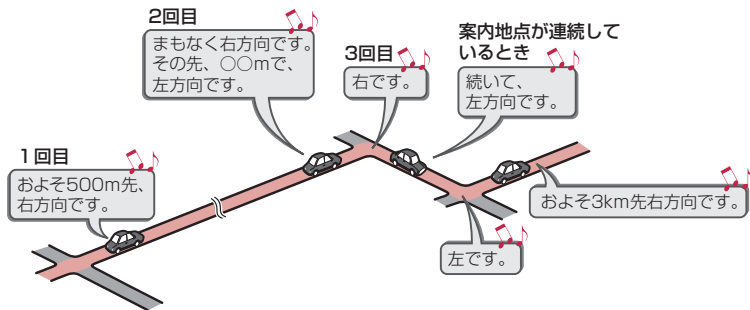 1回目
およそ500m先、
右方向です。
2回目
まもなく右方向です。
その先、○○mで、
左方向です。
3回目
右です。
案内地点が連続して
いるとき
続いて、
左方向です。
左です。
およそ3km先右方向です。